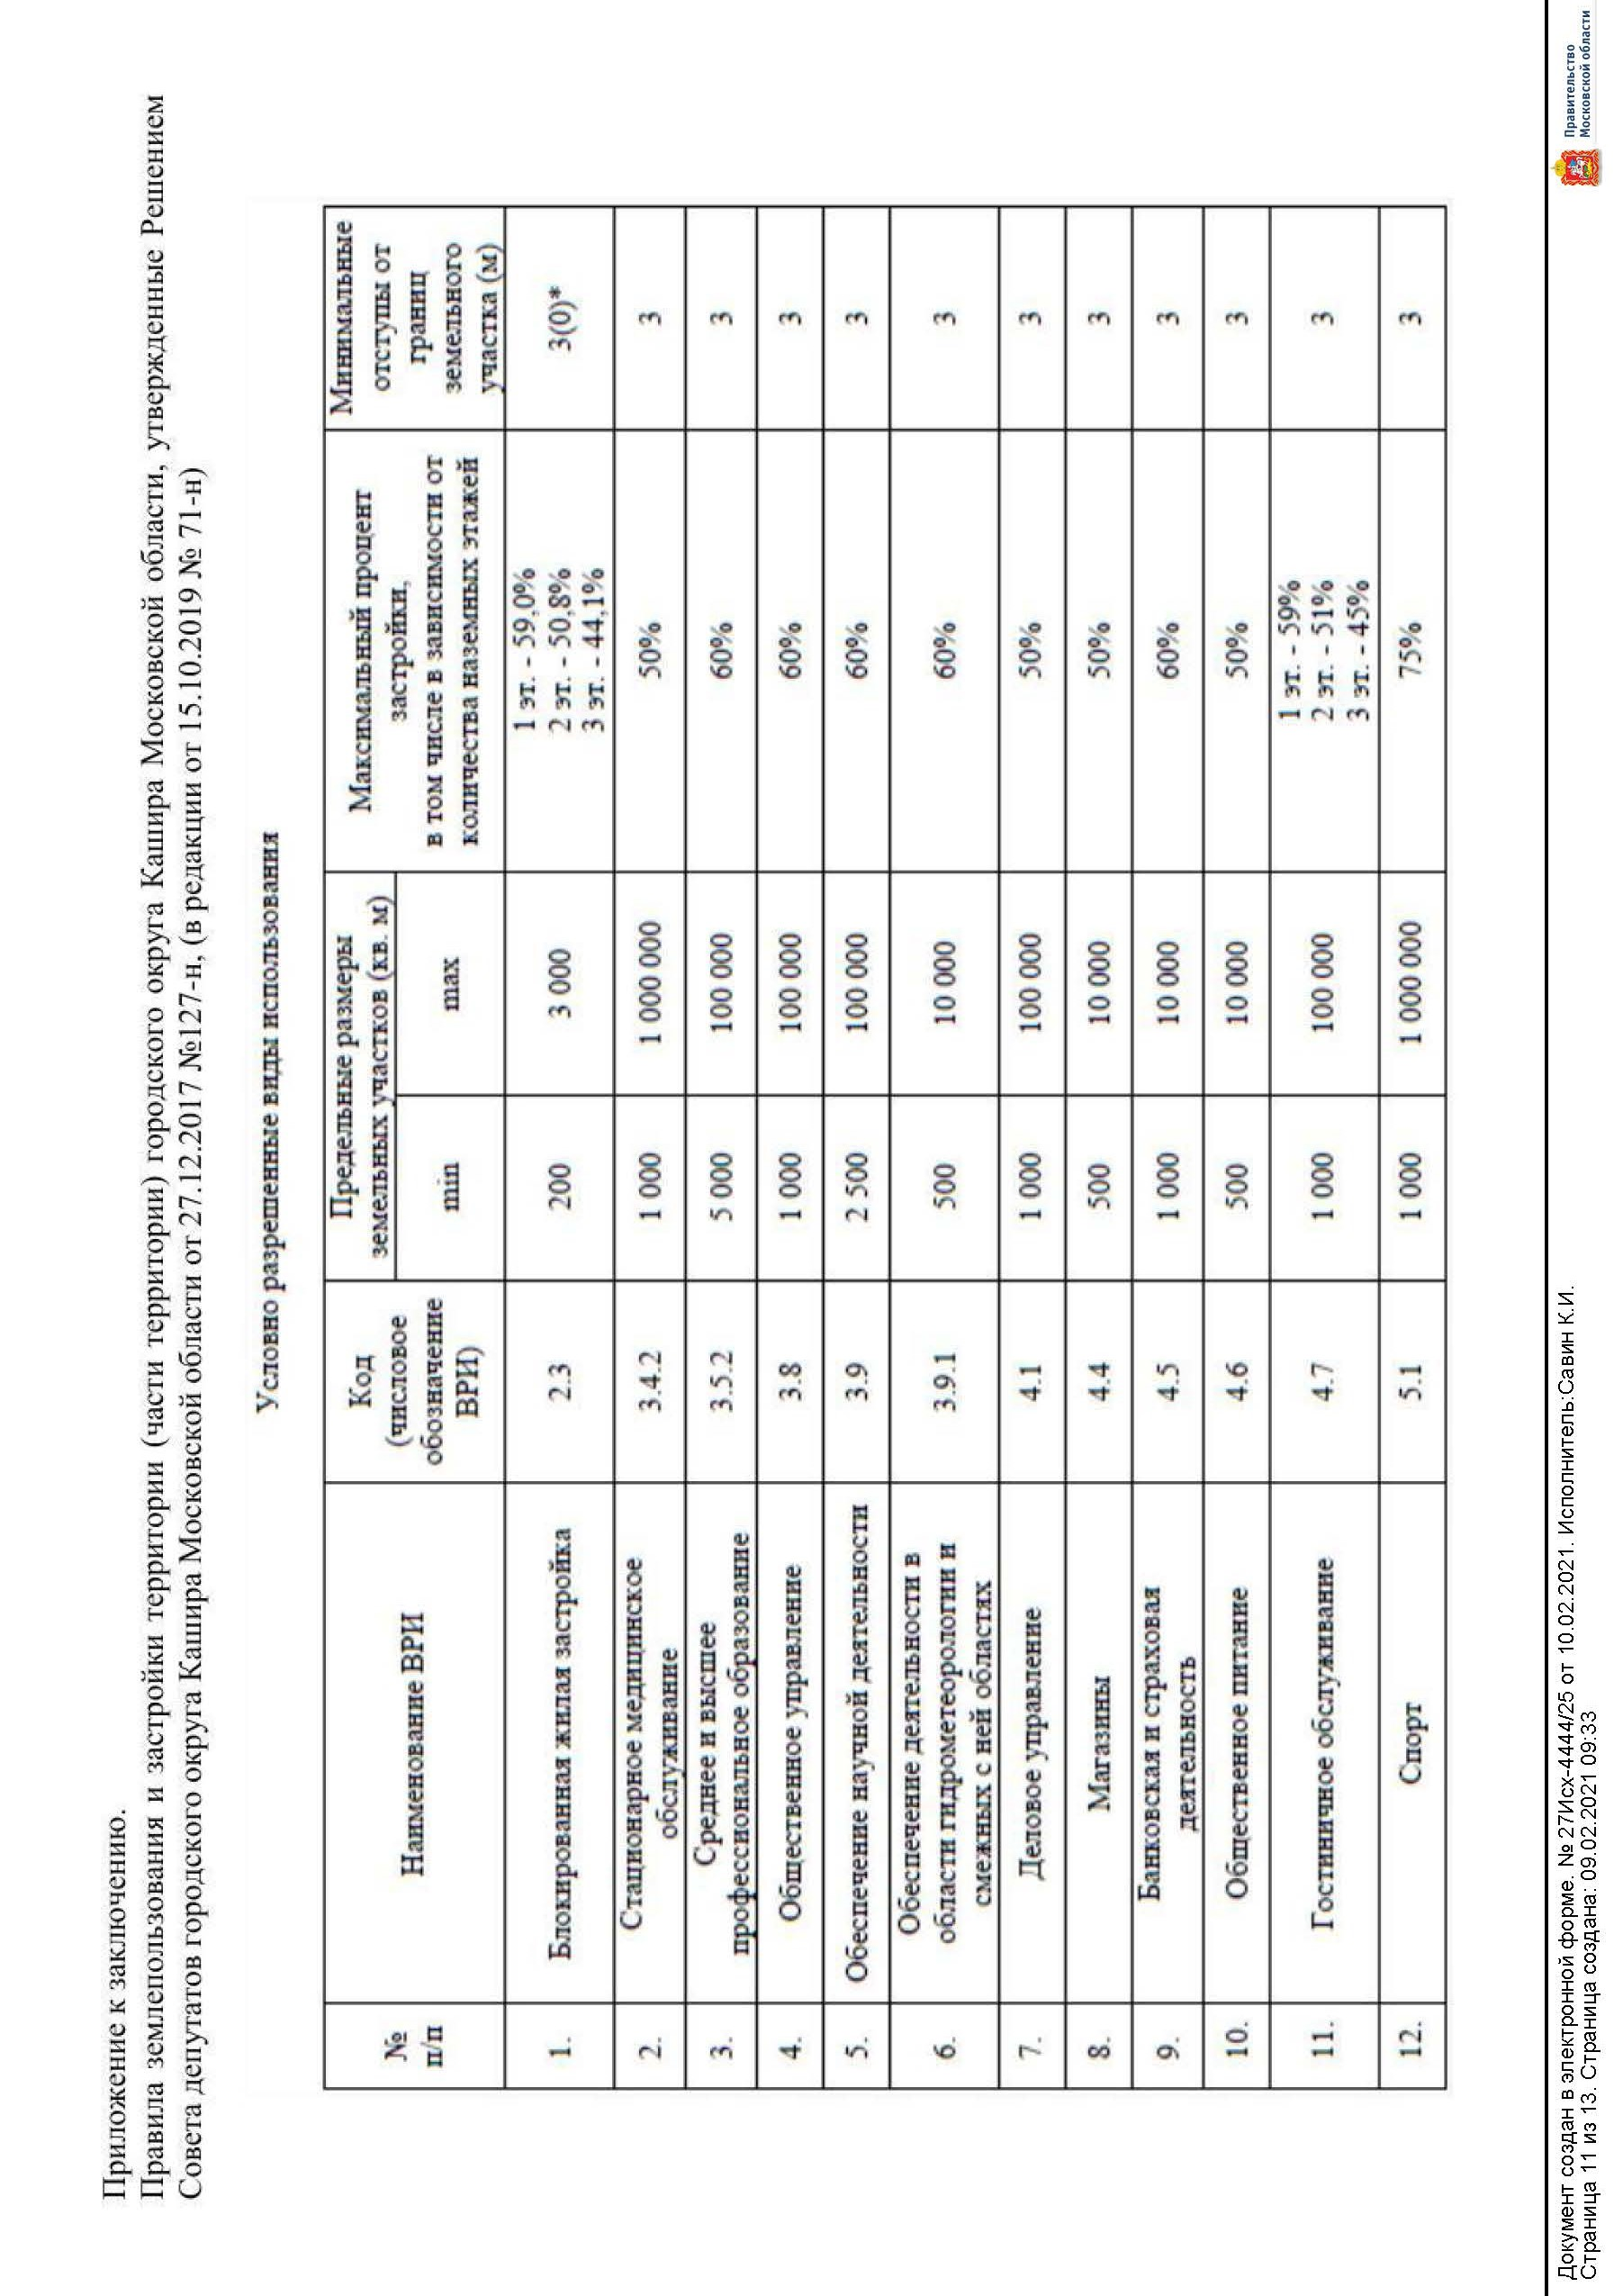 Приложение к заключению.
Правила землепользования и застройки территории (части территории) городского округа Кашира Московской области, утвержденные Решением
Совета депутатов городского округа Кашира Московской области от 27.12.2017 №127-н, (в редакции от 15.10.2019 № 71-н)
Условно разрешенные виды использования
№ п/п
Наименование ВРИ
Код
(числовое
обозначение
ВРИ)
Предельные размеры
земельных участков (кв. м)
min
max
Максимальный процент
застройки,
в том числе в зависимости от
количества наземных этажей
Минимальные
отступы от
границ
земельного
участка (м)
1. Блокированная жилая застройка 2.3 200 3 000 1 эт. - 59,0%
2 эт. - 50,8%
3 эт. - 44,1%
3(0)*
2. Стационарное медицинское
обслуживание 3.4.2 1 000 1 000 000 50% 3
3. Среднее и высшее
профессиональное образование 3.5.2 5 000 100 000 60% 3
4. Общественное управление 3.8 1 000 100 000 60% 3
5. Обеспечение научной деятельности 3.9 2 500 100 000 60% 3
6. Обеспечение деятельности в
области гидрометеорологии и
смежных с ней областях 3.9.1 500 10 000 60% 3
7. Деловое управление 4.1 1 000 100 000 50% 3
8. Магазины 4.4 500 10 000 50% 3
9. Банковская и страховая
деятельность 4.5 1 000 10 000 60% 3
10. Общественное питание 4.6 500 10 000 50% 3
11. Гостиничное обслуживание 4.7 1 000 100 000 1 эт. - 59%
2 эт. - 51%
3 эт. - 45%
3
12. Спорт 5.1 1 000 1 000 000 75% 3
Документ создан в электронной форме. № 27Исх-4444/25 от 10.02.2021. Исполнитель:Савин К.И.
Страница 11 из 13. Страница создана: 09.02.2021 09:33
Правительство
Московской области